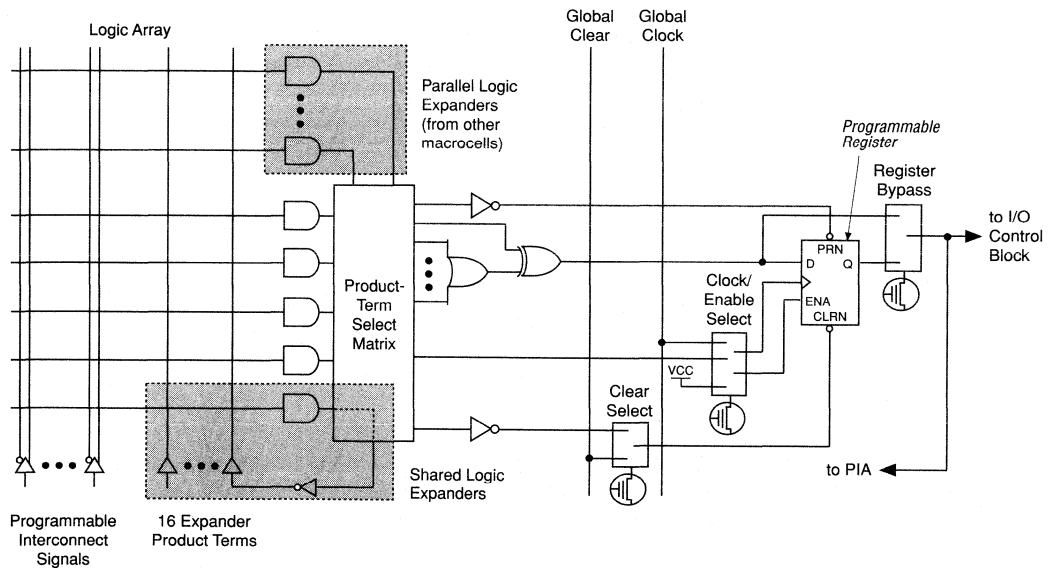 Logic Array
Global
Clear
Global
Clock
Parallel Logic
Expanders
(from other
macrocells)
Programmable
Register
Register
Bypass
to I/O
Control
Block
PRN
D
Q
ENA
CLRN
Clock/
Enable
Select
Product-
Term
Select
Matrix
VCC
Clear
Select
to PIA
Shared Logic
Expanders
Programmable
Interconnect
Signals
16 Expander
Product Terms